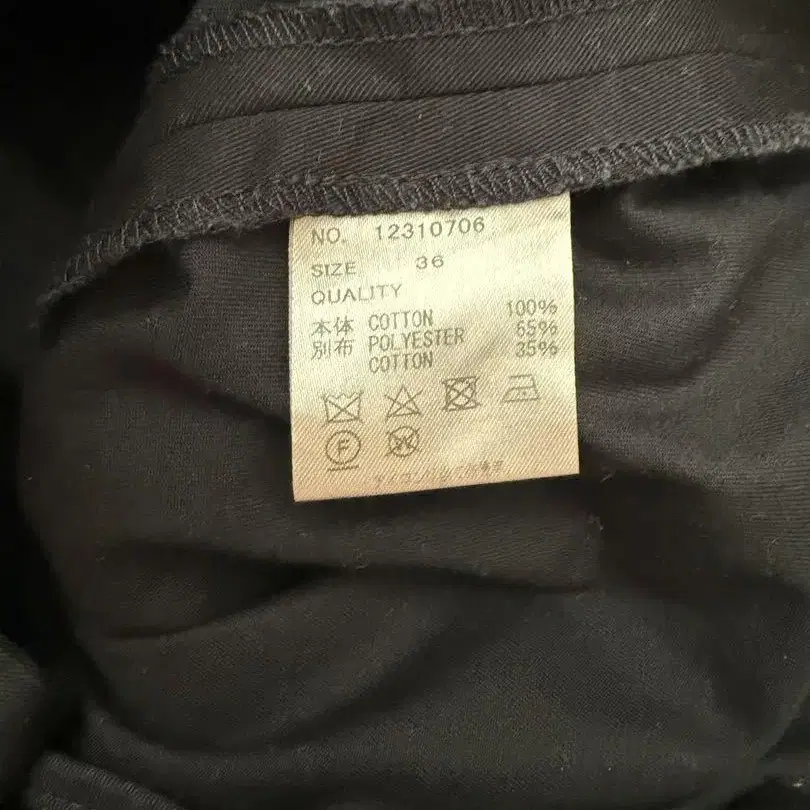 NO. 12310706
SIZE 36
QUALITY
本体 COTTON 100%
別布 POLYESTER 65%
COTTON 35%
F
W